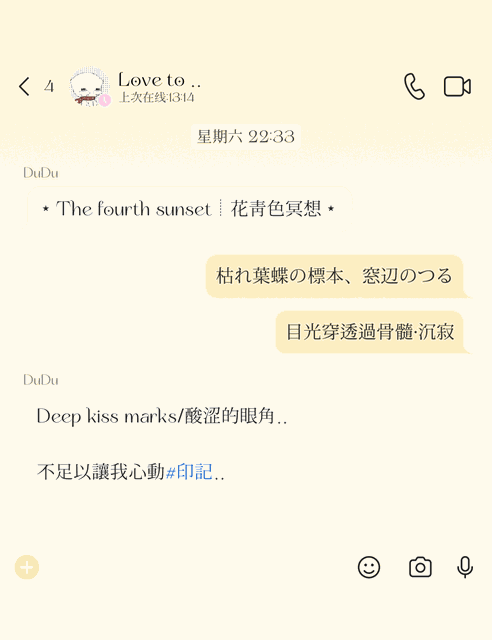 4
Love to ..
上次在线:13:14
星期六 22:33
DuDu
⋆ The fourth sunset┊花靑色冥想 ⋆
枯れ葉蝶の標本、窓辺のつる
目光穿透過骨髓·沉寂
DuDu
Deep kiss marks/酸涩的眼角..
不足以讓我心動#印記..